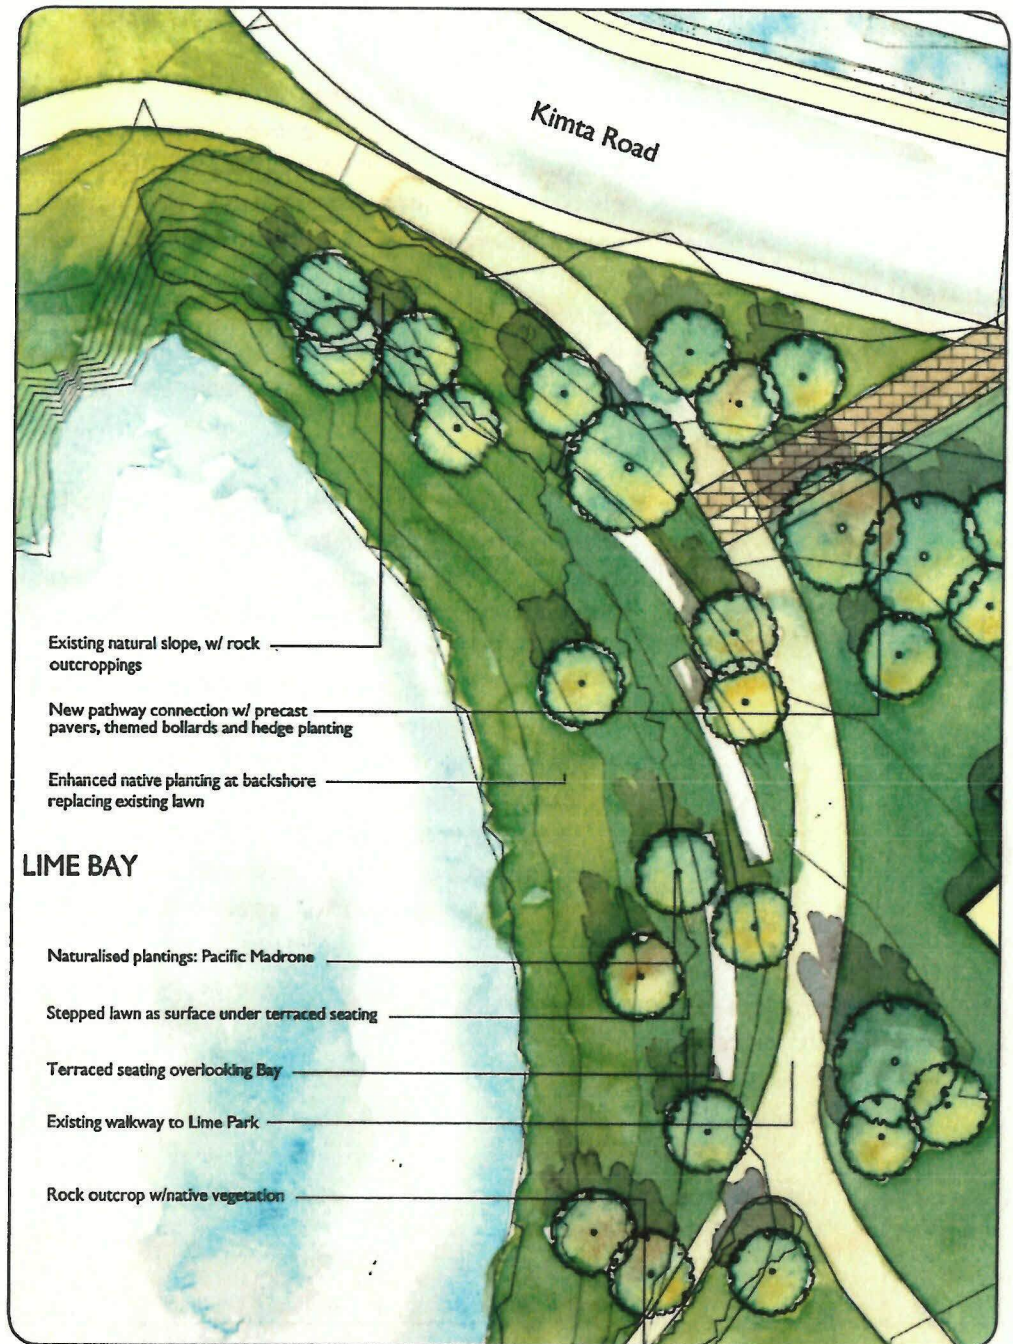 Kimta Road
Existing natural slope, w/ rock
outcroppings
New pathway connection w/ precast
pavers, themed bollards and hedge planting
Enhanced native planting at backshore
replacing existing lawn
LIME BAY
Naturalised plantings: Pacific Madrone
Stepped lawn as surface under terraced seating
Terraced seating overlooking Bay
Existing walkway to Lime Park
Rock outcrop w/native vegetation